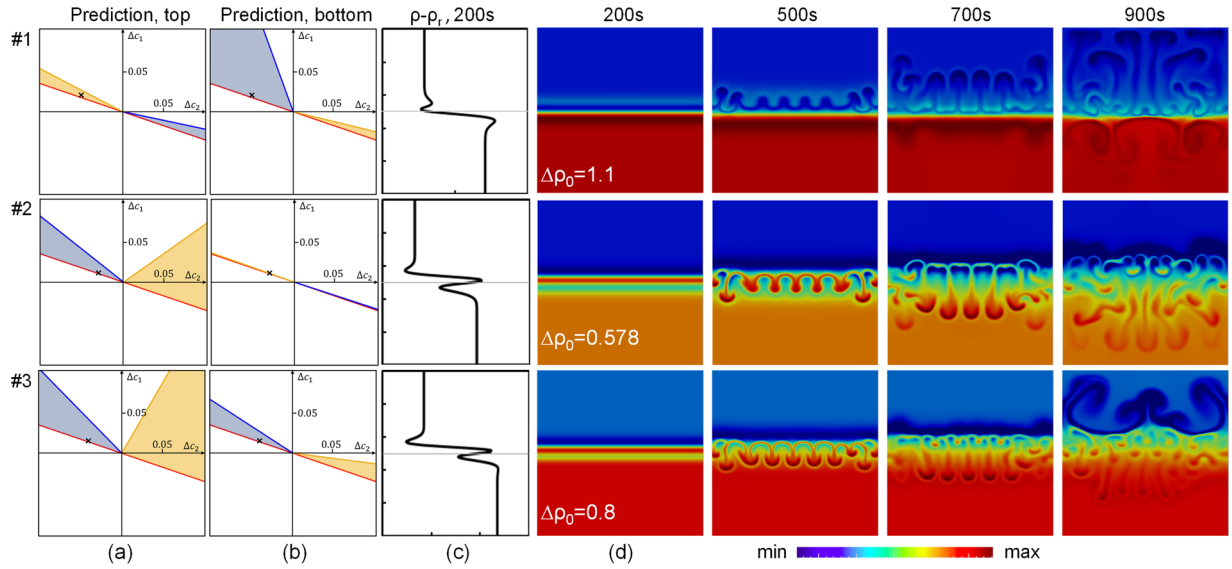 Prediction, top Prediction, bottom ρ-ρr, 200s 200s 500s 700s 900s
#1
Δc₁
0.05
0.05 Δc₂
Δc₁
0.05
0.05 Δc₂
Δρ₀=1.1
#2
Δc₁
0.05
0.05 Δc₂
Δc₁
0.05
0.05 Δc₂
Δρ₀=0.578
#3
Δc₁
0.05
0.05 Δc₂
Δc₁
0.05
0.05 Δc₂
Δρ₀=0.8
(a) (b) (c) (d) min max